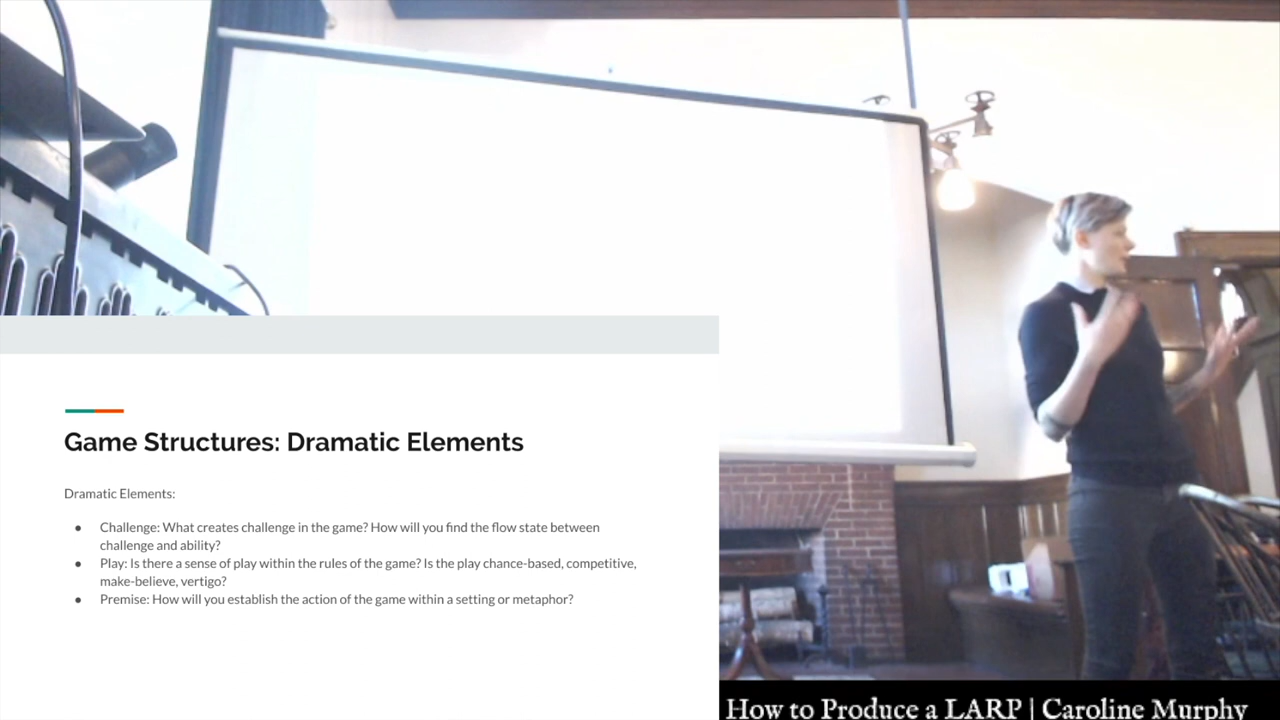 Game Structures: Dramatic Elements
Dramatic Elements:
● Challenge: What creates challenge in the game? How will you find the flow state between
challenge and ability?
● Play: Is there a sense of play within the rules of the game? Is the play chance-based, competitive,
make-believe, vertigo?
● Premise: How will you establish the action of the game within a setting or metaphor?
How to Produce a LARP | Caroline Murphy